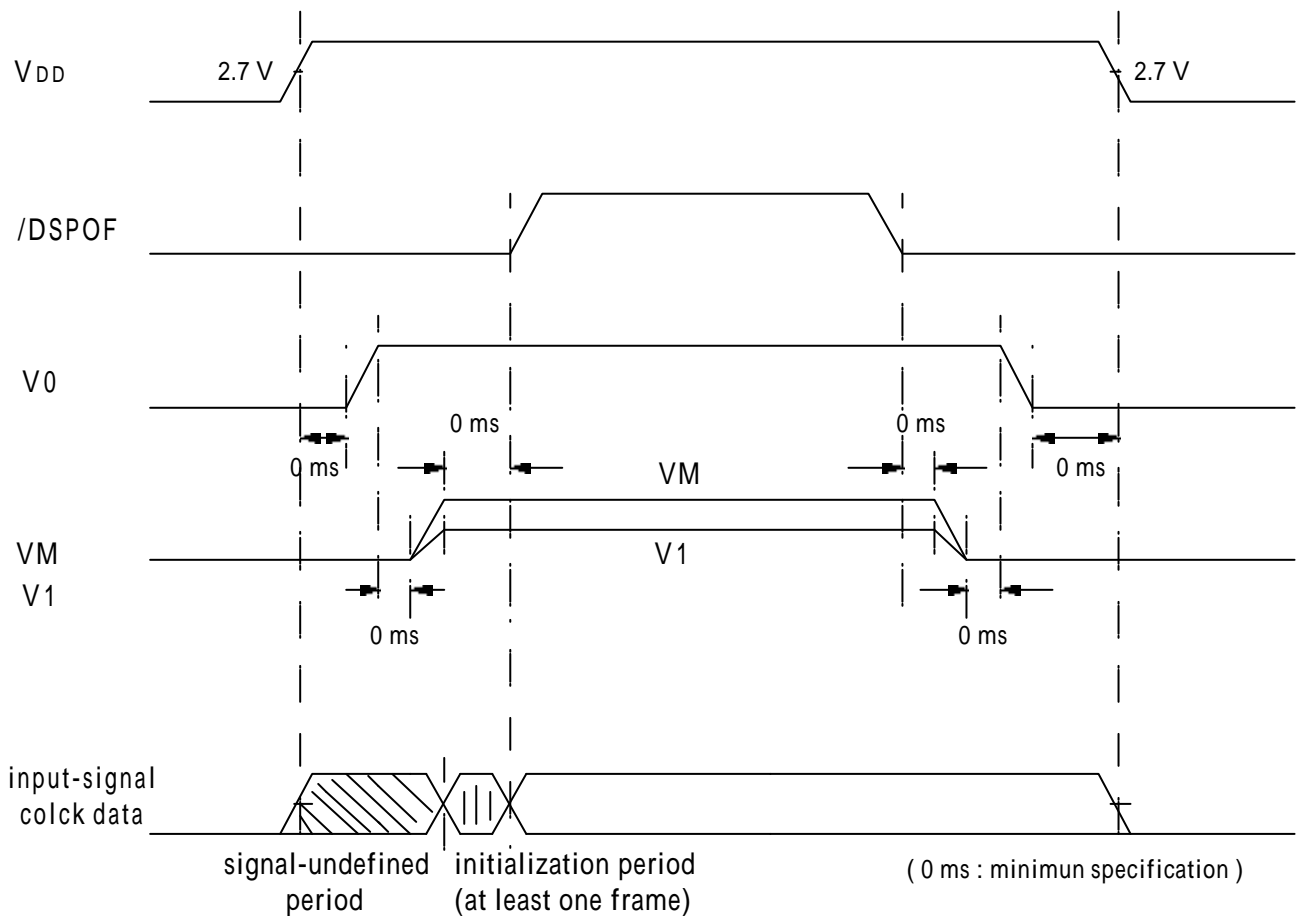 VDD
2.7 V
2.7 V
/DSPOF
V0
0 ms
0 ms
0 ms
0 ms
VM
VM
V1
V1
0 ms
0 ms
input-signal
colck data
signal-undefined
period
initialization period
(at least one frame)
( 0 ms : minimun specification )